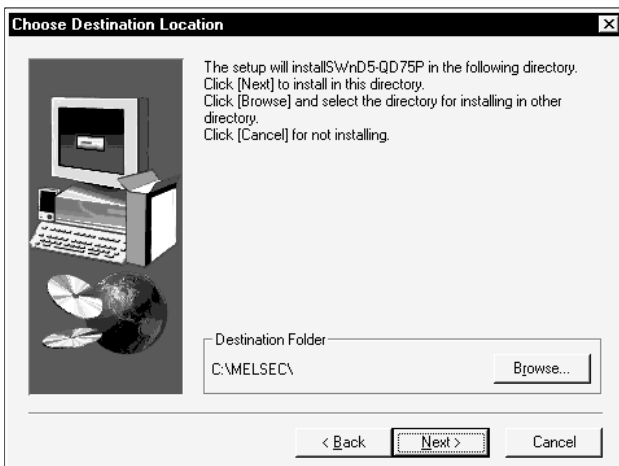 Choose Destination Location
The setup will installSWnD5-QD75P in the following directory.
Click [Next] to install in this directory.
Click [Browse] and select the directory for installing in other
directory.
Click [Cancel] for not installing.
Destination Folder
C:\MELSEC\
Browse...
< Back
Next >
Cancel